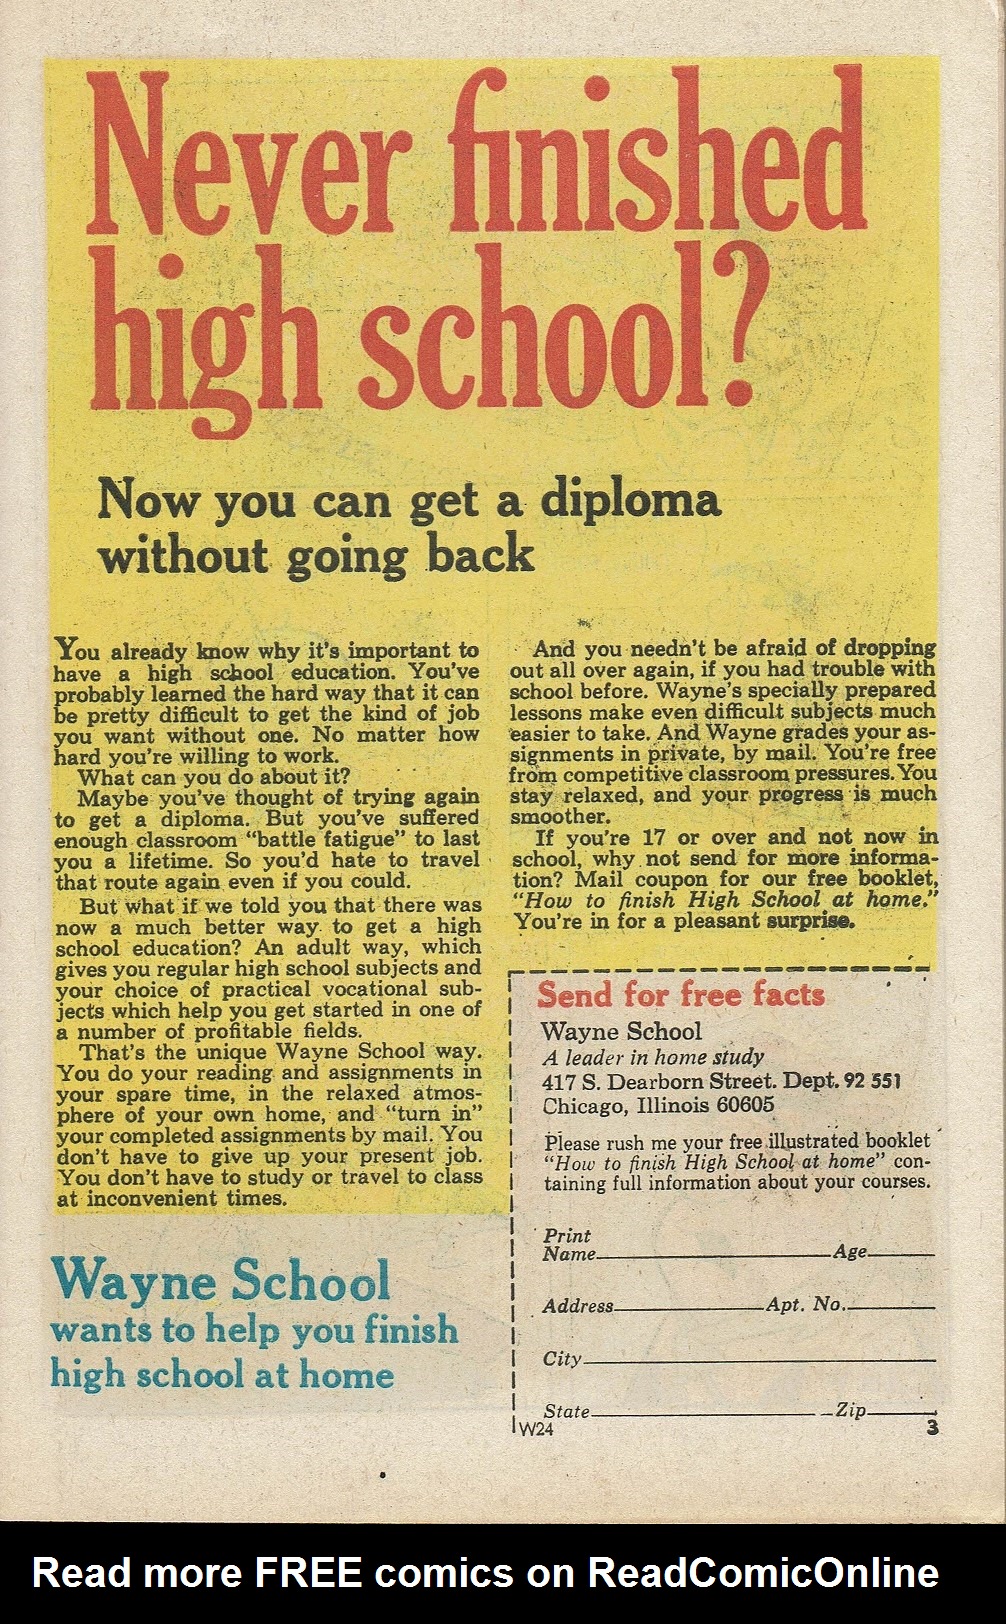 Never finished
high school?
Now you can get a diploma
without going back
You already know why it's important to
have a high school education. You've
probably learned the hard way that it can
be pretty difficult to get the kind of job
you want without one. No matter how
hard you're willing to work.
What can you do about it?
Maybe you've thought of trying again
to get a diploma. But you've suffered
enough classroom "battle fatigue" to last
you a lifetime. So you'd hate to travel
that route again even if you could.
But what if we told you that there was
now a much better way to get a high
school education? An adult way, which
gives you regular high school subjects and
your choice of practical vocational sub-
jects which help you get started in one of
a number of profitable fields.
That's the unique Wayne School way.
You do your reading and assignments in
your spare time, in the relaxed atmos-
phere of your own home, and "turn in"
your completed assignments by mail. You
don't have to give up your present job.
You don't have to study or travel to class
at inconvenient times.
And you needn't be afraid of dropping
out all over again, if you had trouble with
school before. Wayne's specially prepared
lessons make even difficult subjects much
easier to take. And Wayne grades your as-
signments in private, by mail. You're free
from competitive classroom pressures. You
stay relaxed, and your progress is much
smoother.
If you're 17 or over and not now in
school, why not send for more informa-
tion? Mail coupon for our free booklet,
"How to finish High School at home."
You're in for a pleasant surprise.
Wayne School
wants to help you finish
high school at home
Send for free facts
Wayne School
A leader in home study
417 S. Dearborn Street. Dept. 92 551
Chicago, Illinois 60605
Please rush me your free illustrated booklet
"How to finish High School at home" con-
taining full information about your courses.
Print
Name Age
Address Apt. No.
City
State Zip
W24 3
Read more FREE comics on ReadComicOnline